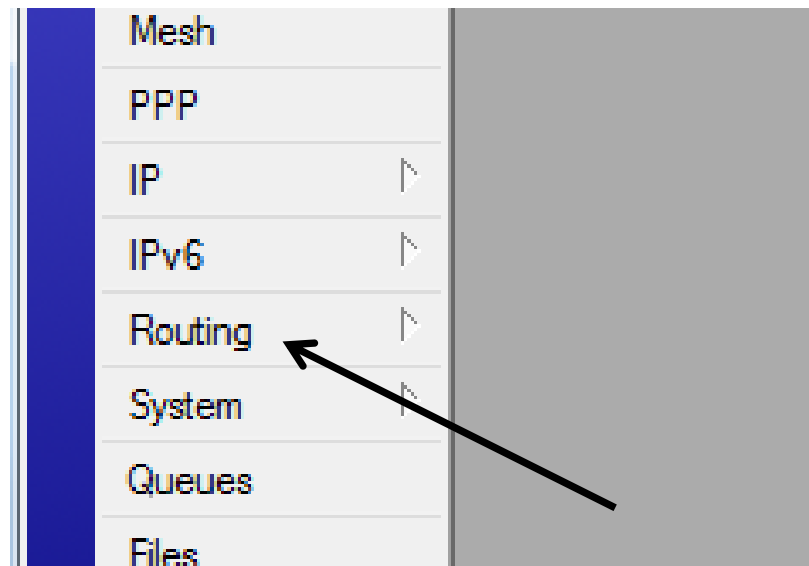 Mesh
PPP
IP
IPv6
Routing
System
Queues
Files